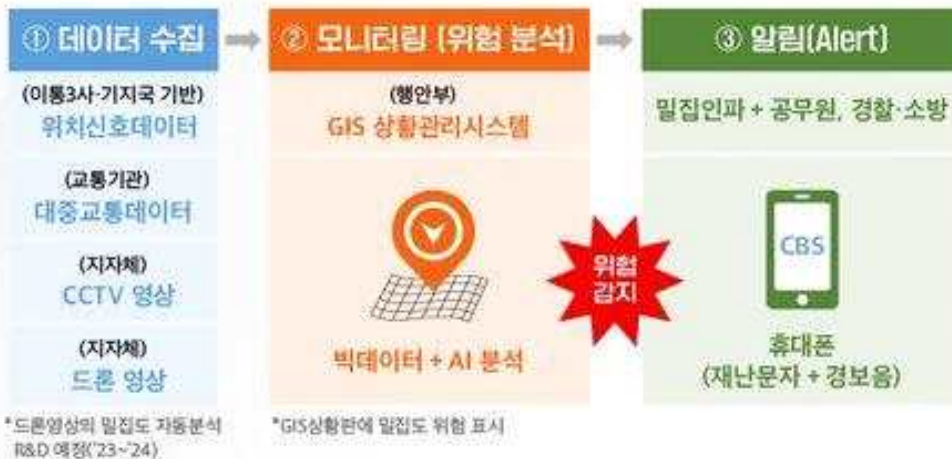 ① 데이터 수집
(이통3사·기지국 기반)
위치신호데이터
(교통기관)
대중교통데이터
(지자체)
CCTV 영상
(지자체)
드론 영상
*드론영상의 밀집도 자동분석
R&D 예정('23~'24)
② 모니터링 (위험 분석)
(행안부)
GIS 상황관리시스템
빅데이터 + AI 분석
*GIS상황판에 밀집도 위험 표시
위험
감지
③ 알림(Alert)
밀집인파 + 공무원, 경찰·소방
CBS
휴대폰
(재난문자 + 경보음)